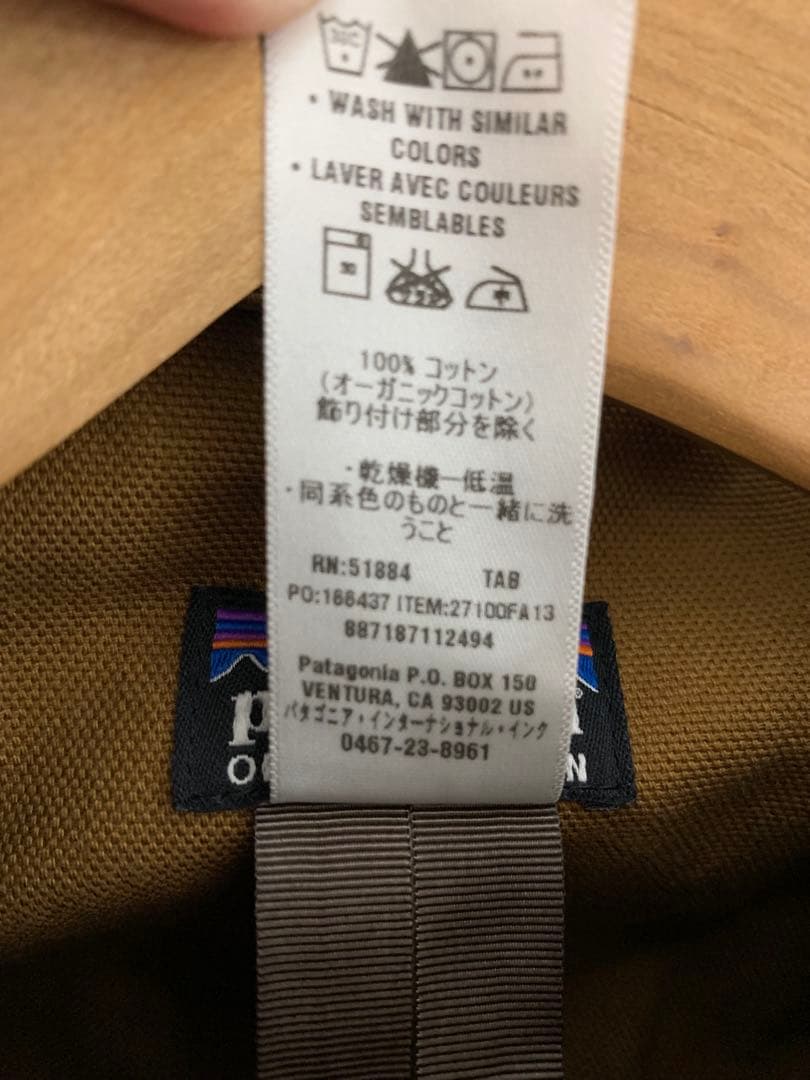 • WASH WITH SIMILAR
COLORS
• LAVER AVEC COULEURS
SEMBLABLES
30
100% コットン
(オーガニックコットン)
飾り付け部分を除く
・乾燥機ー低温
・同系色のものと一緒に洗
うこと
RN:51884 TAB
PO:166437 ITEM:27100FA13
887187112494
Patagonia P.O. BOX 150
VENTURA, CA 93002 US
パタゴニア・インターナショナル・インク
0467-23-8961